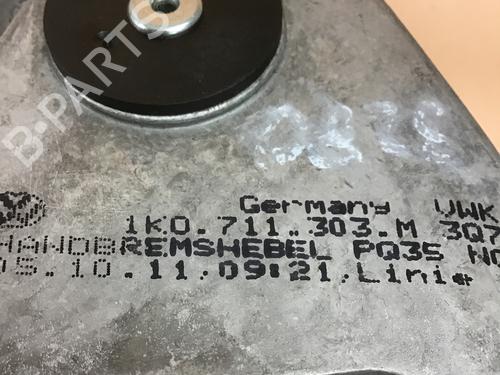 B-PARTS
Germany VWK
1K0.711.303.M 3Q7
HANDBREMSHEBEL PQ35
05.10.11.09:21.Linie